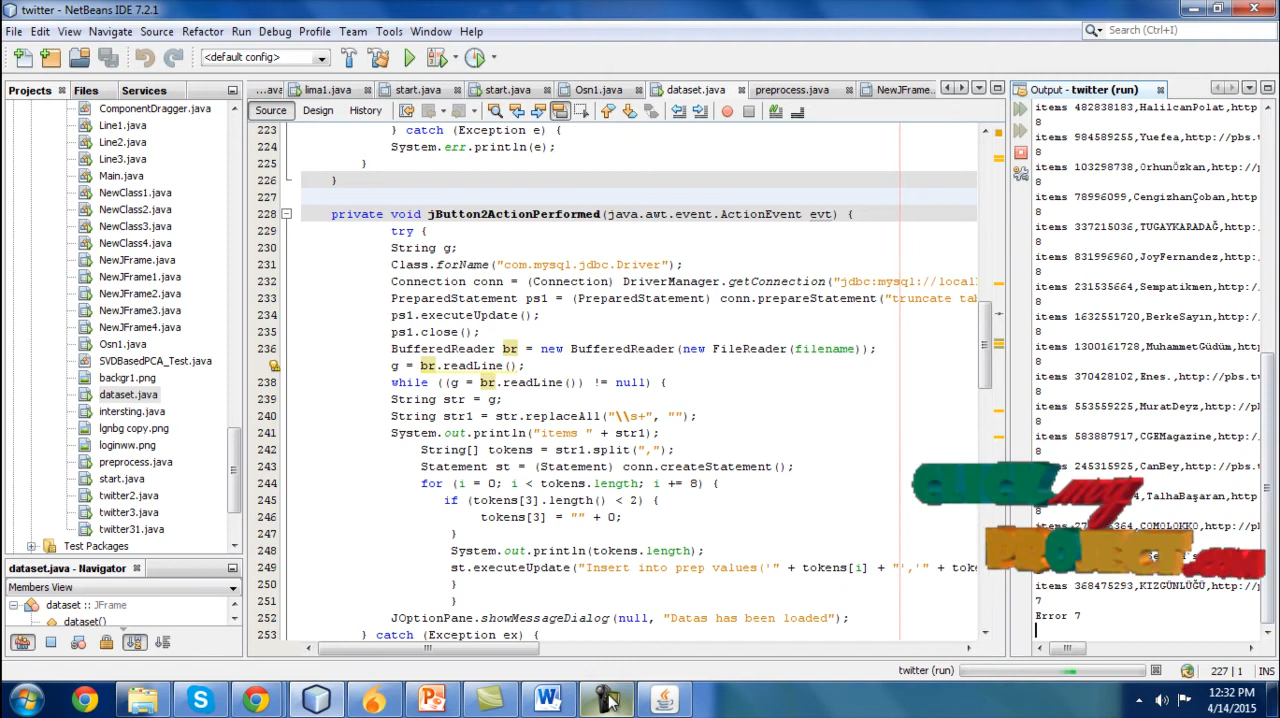 twitter - NetBeans IDE 7.2.1
File Edit View Navigate Source Refactor Run Debug Profile Team Tools Window Help
Search (Ctrl+I)
<default config>
Projects Files Services
ComponentDragger.java
Line1.java
Line2.java
Line3.java
Main.java
NewClass1.java
NewClass2.java
NewClass3.java
NewClass4.java
NewJFrame.java
NewJFrame1.java
NewJFrame2.java
NewJFrame3.java
NewJFrame4.java
Osn1.java
SVDBasedPCA_Test.java
backgr1.png
dataset.java
intersting.java
lgnbg copy.png
loginww.png
preprocess.java
start.java
twitter2.java
twitter3.java
twitter31.java
Test Packages
dataset.java - Navigator
Members View
dataset :: JFrame
dataset()
...ava lima1.java start.java start.java Osn1.java dataset.java preprocess.java NewJFrame...
Source Design History
223 } catch (Exception e) {
224 System.err.println(e);
225 }
226 }
227
228 private void jButton2ActionPerformed(java.awt.event.ActionEvent evt) {
229 try {
230 String g;
231 Class.forName("com.mysql.jdbc.Driver");
232 Connection conn = (Connection) DriverManager.getConnection("jdbc:mysql://local
233 PreparedStatement ps1 = (PreparedStatement) conn.prepareStatement("truncate ta
234 ps1.executeUpdate();
235 ps1.close();
236 BufferedReader br = new BufferedReader(new FileReader(filename));
g = br.readLine();
238 while ((g = br.readLine()) != null) {
239 String str = g;
240 String str1 = str.replaceAll("\\s+", "");
241 System.out.println("items " + str1);
242 String[] tokens = str1.split(",");
243 Statement st = (Statement) conn.createStatement();
244 for (i = 0; i < tokens.length; i += 8) {
245 if (tokens[3].length() < 2) {
246 tokens[3] = "" + 0;
247 }
248 System.out.println(tokens.length);
249 st.executeUpdate("Insert into prep values('" + tokens[i] + "','" + toke
250 }
251 }
252 JOptionPane.showMessageDialog(null, "Datas has been loaded");
253 } catch (Exception ex) {
Output - twitter (run)
items 482838183,HalilcanPolat,http
8
items 984589255,Yuefea,http://pbs.
8
items 103298738,OrhunÖzkan,http://
8
items 78996099,CengizhanÇoban,http
8
items 337215036,TUGAYKARADAĞ,http:
8
items 831996960,JoyFernandez,http:
8
items 231535664,Sempatikmen,http:/
8
items 1632551720,BerkeSayın,http:/
8
items 1300161728,MuhammetGüdüm,htt
8
items 370428102,Enes.,http://pbs.tw
8
items 553559225,MuratDeyz,http://p
8
items 583887917,CGEMagazine,http:/
8
items 245315925,CanBey,http://pbs.
8
TalhaBaşaran,http:
8
364,COMOLOKKO,http
8
items 368475293,KIZGÜNLÜĞÜ,http://p
7
Error 7
CLICK my PROJECT.COM
twitter (run) 227 | 1 INS
12:32 PM
4/14/2015